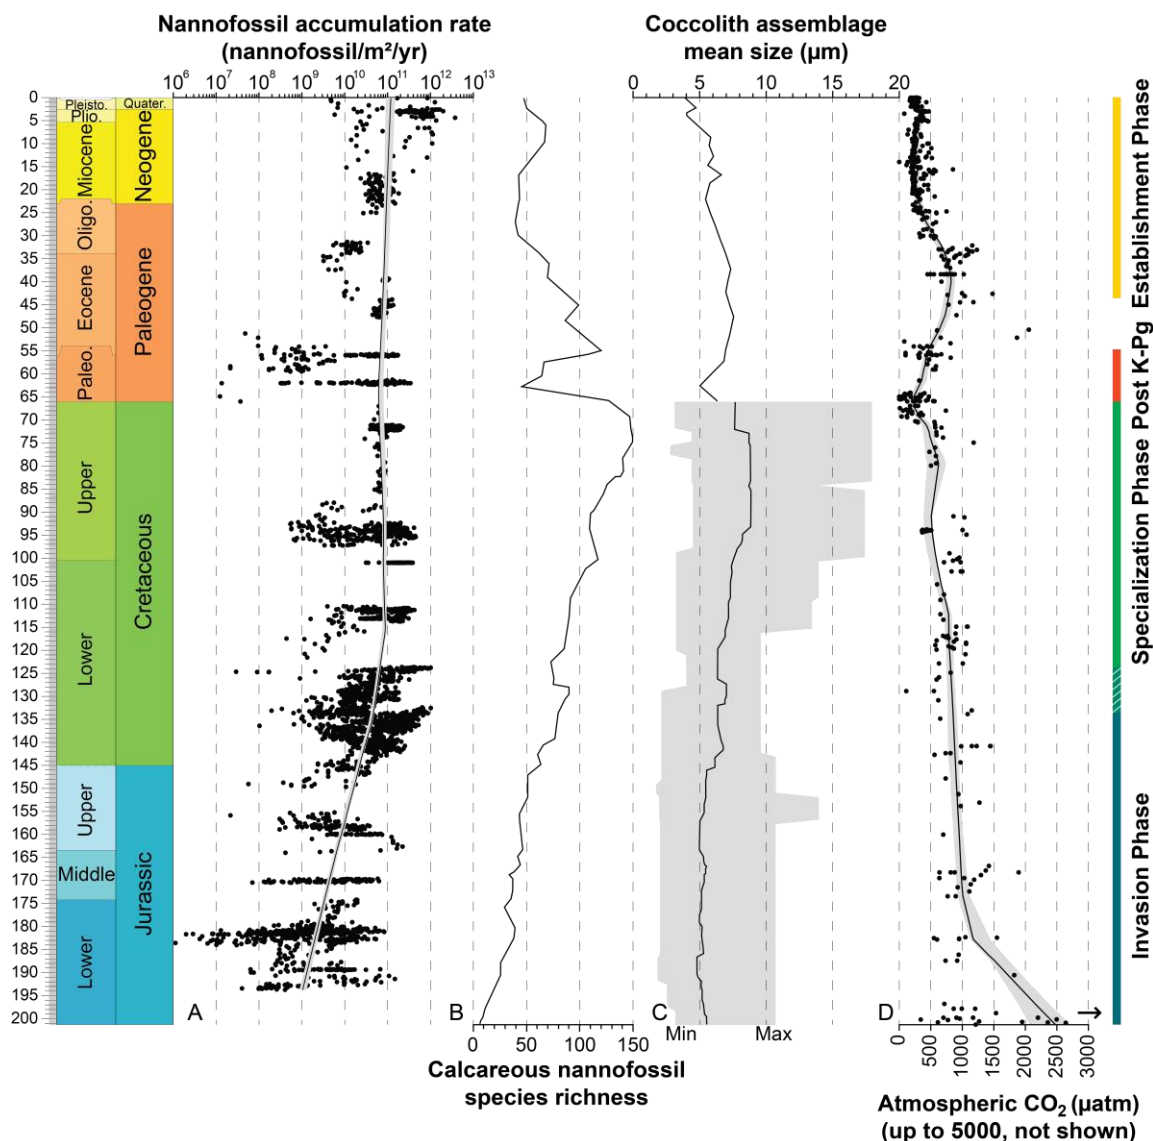 Nannofossil accumulation rate
(nannofossil/m²/yr)
Coccolith assemblage
mean size (µm)
10⁶ 10⁷ 10⁸ 10⁹ 10¹⁰ 10¹¹ 10¹² 10¹³
0 5 10 15 20
0
5
10
15
20
25
30
35
40
45
50
55
60
65
70
75
80
85
90
95
100
105
110
115
120
125
130
135
140
145
150
155
160
165
170
175
180
185
190
195
200
Pleisto.
Plio.
Miocene
Oligo.
Eocene
Paleo.
Upper
Lower
Upper
Middle
Lower
Quater.
Neogene
Paleogene
Cretaceous
Jurassic
A
B
C
D
Min
Max
Establishment Phase
Post K-Pg
Specialization Phase
Invasion Phase
0 50 100 150
Calcareous nannofossil
species richness
0 500 1000 1500 2000 2500 3000
Atmospheric CO₂ (µatm)
(up to 5000, not shown)